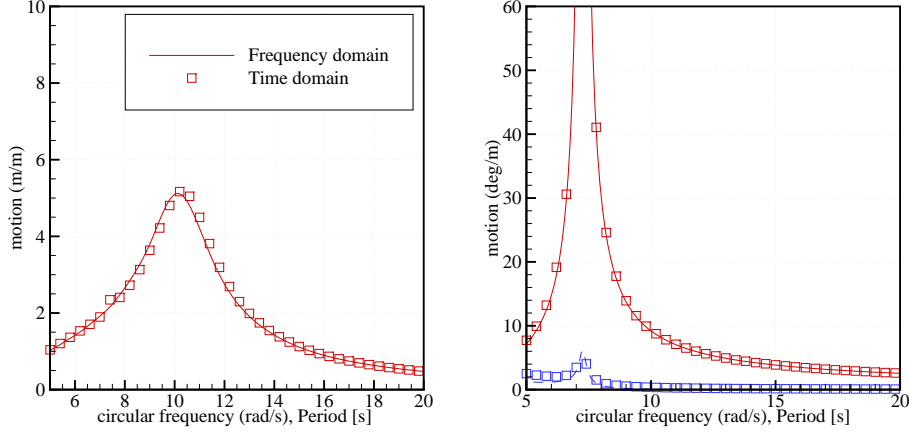 10
8
6
4
2
0
motion (m/m)
Frequency domain
Time domain
6 8 10 12 14 16 18 20
circular frequency (rad/s), Period [s]
60
50
40
30
20
10
0
motion (deg/m)
5 10 15 20
circular frequency (rad/s), Period [s]